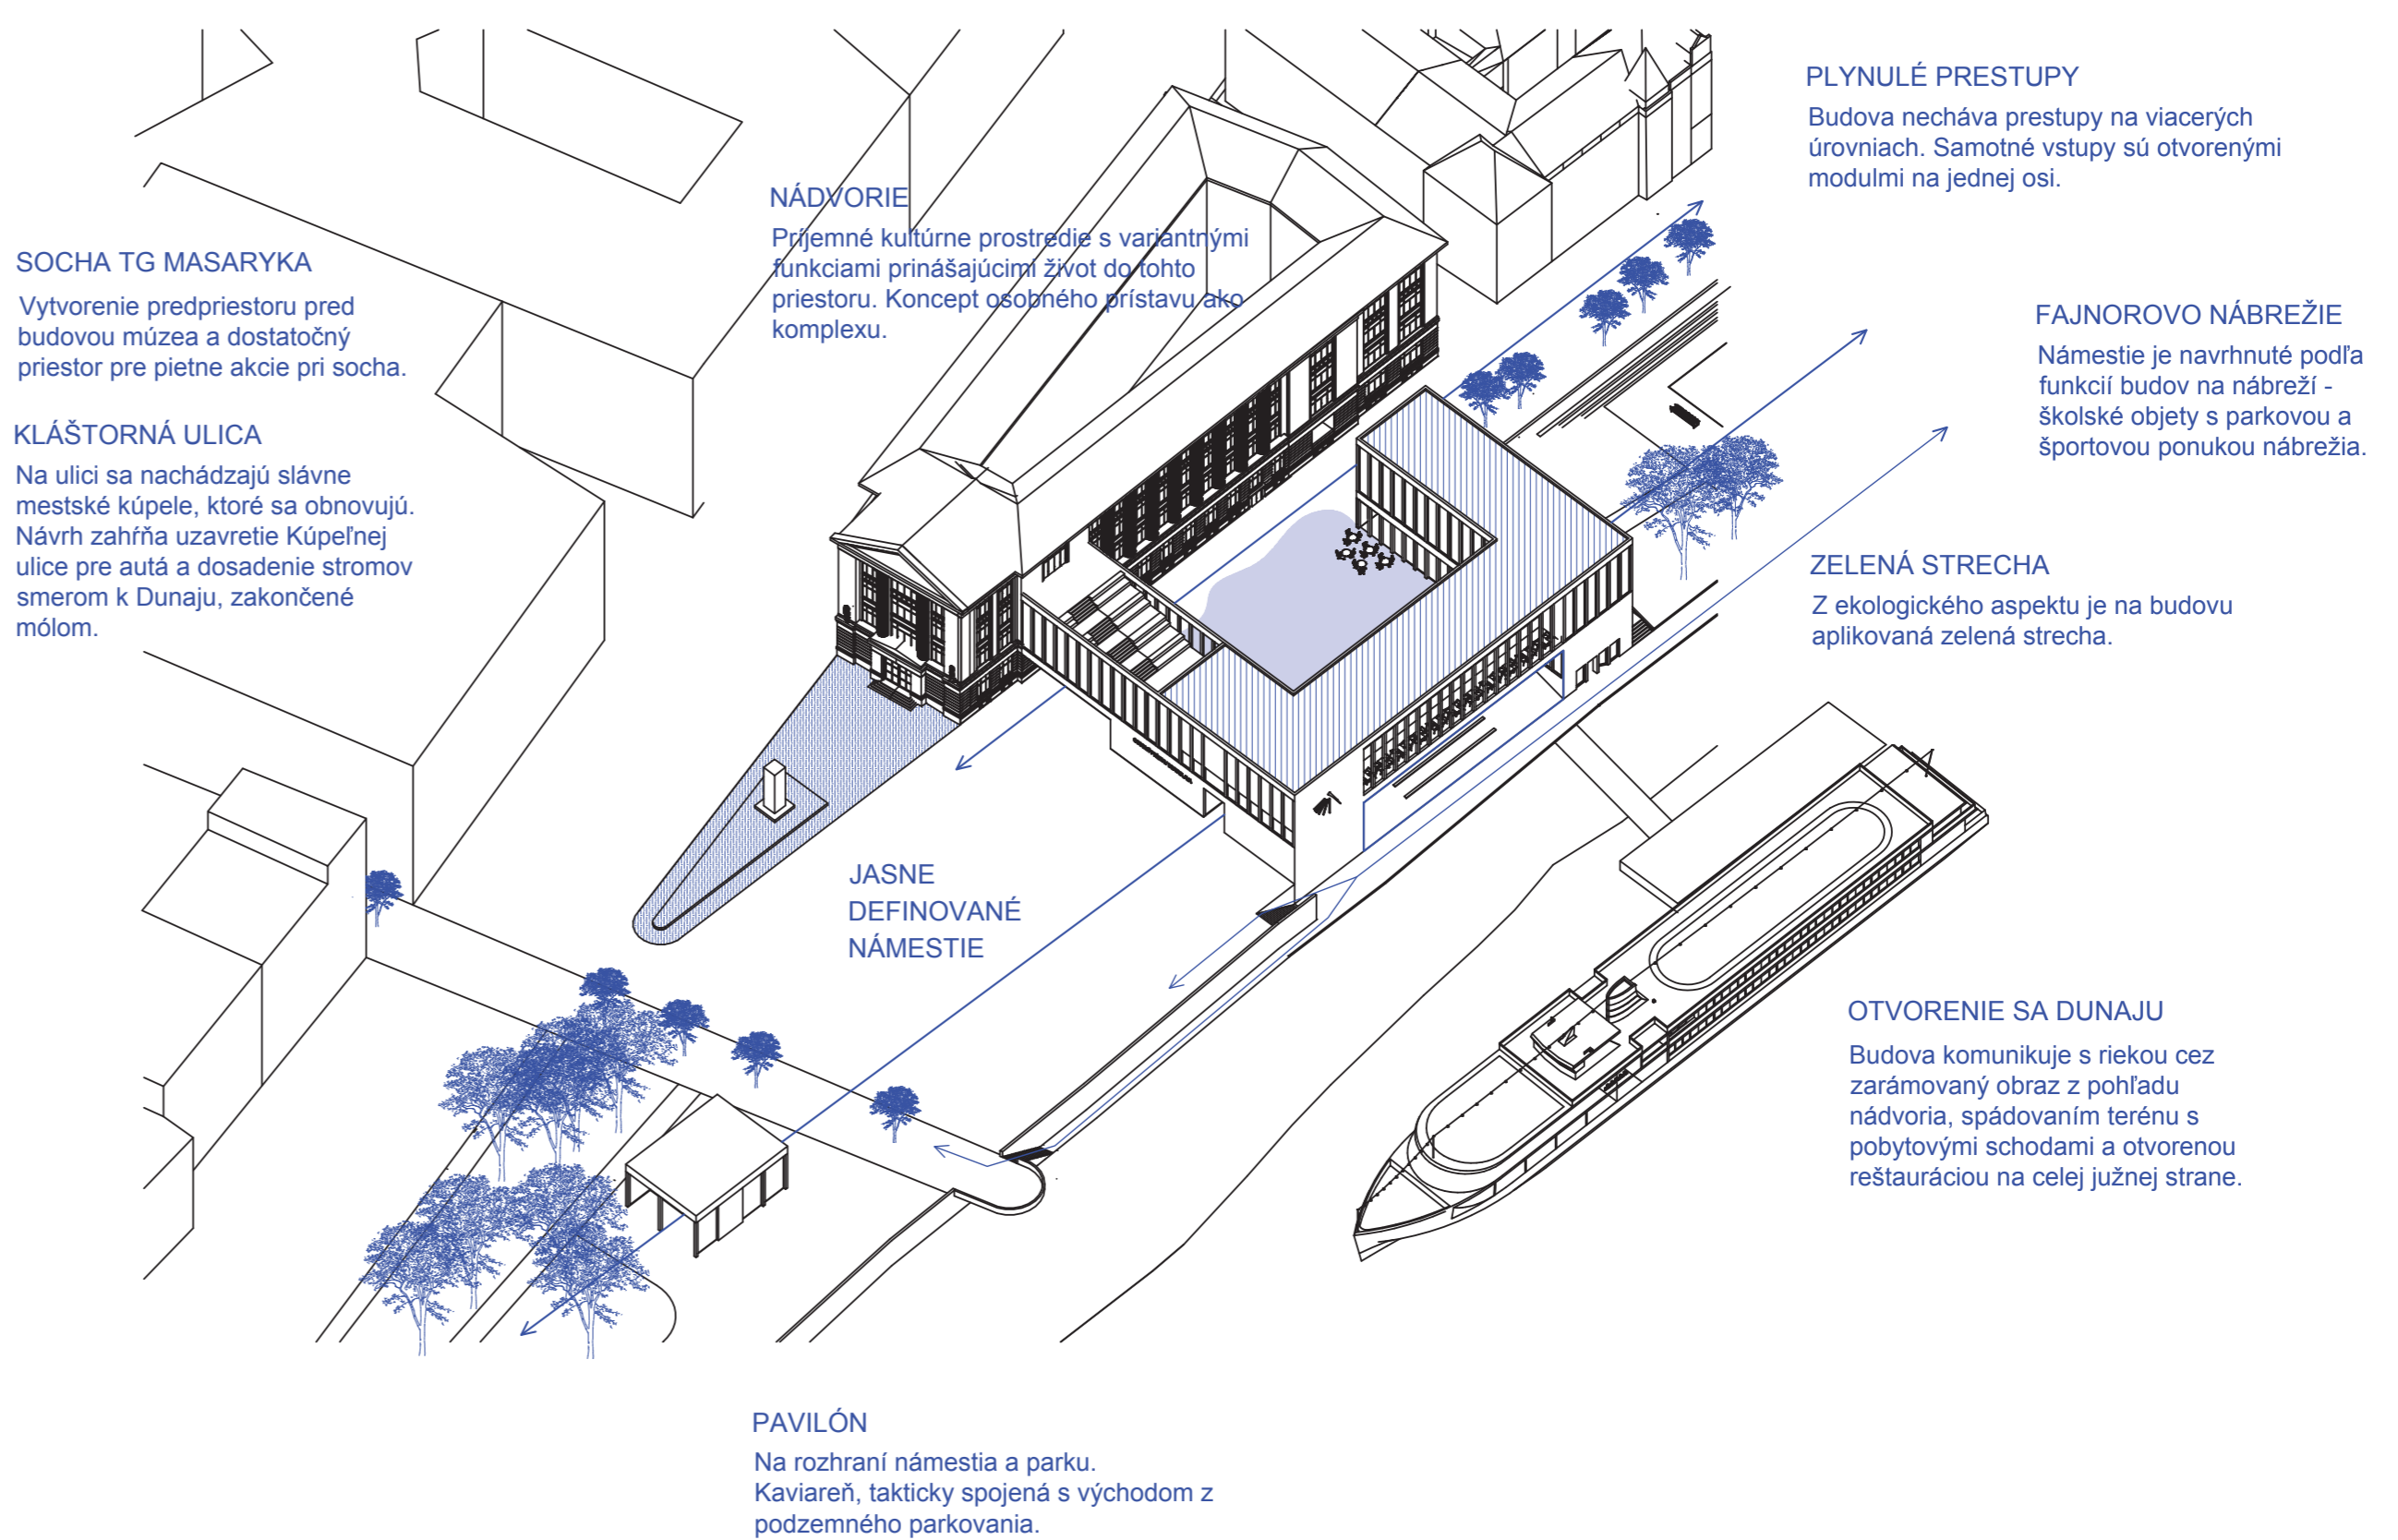 SOCHA TG MASARYKA
Vytvorenie predpriestoru pred
budovou múzea a dostatočný
priestor pre pietne akcie pri socha.
KLÁŠTORNÁ ULICA
Na ulici sa nachádzajú slávne
mestské kúpele, ktoré sa obnovujú.
Návrh zahŕňa uzavretie Kúpeľnej
ulice pre autá a dosadenie stromov
smerom k Dunaju, zakončené
mólom.
NÁDVORIE
Príjemné kultúrne prostredie s variantnými
funkciami prinášajúcimi život do tohto
priestoru. Koncept osobného prístavu ako
komplexu.
PLYNULÉ PRESTUPY
Budova necháva prestupy na viacerých
úrovniach. Samotné vstupy sú otvorenými
modulmi na jednej osi.
FAJNOROVO NÁBREŽIE
Námestie je navrhnuté podľa
funkcií budov na nábreží -
školské objety s parkovou a
športovou ponukou nábrežia.
ZELENÁ STRECHA
Z ekologického aspektu je na budovu
aplikovaná zelená strecha.
JASNE
DEFINOVANÉ
NÁMESTIE
OTVORENIE SA DUNAJU
Budova komunikuje s riekou cez
zarámovaný obraz z pohľadu
nádvoria, spádovaním terénu s
pobytovými schodami a otvorenou
reštauráciou na celej južnej strane.
PAVILÓN
Na rozhraní námestia a parku.
Kaviareň, takticky spojená s východom z
podzemného parkovania.